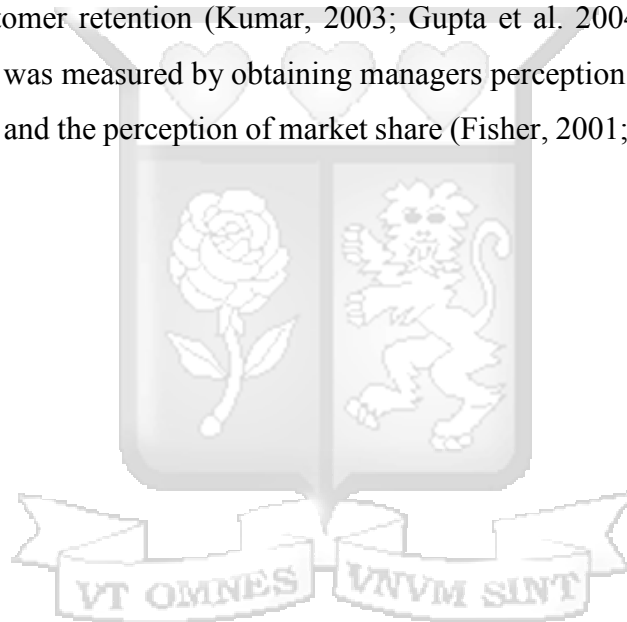 tomer retention (Kumar, 2003; Gupta et al. 2004
was measured by obtaining managers perception
and the perception of market share (Fisher, 2001;
VT OMNES VNVM SINT